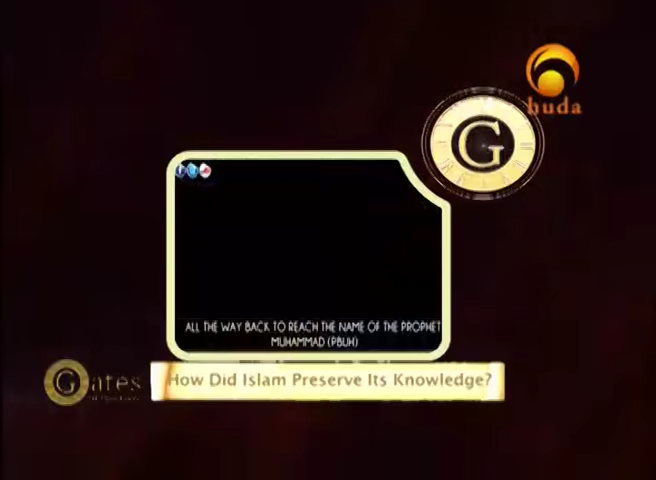 huda
G
ALL THE WAY BACK TO REACH THE NAME OF THE PROPHET
MUHAMMAD (PBUH)
Gates
How Did Islam Preserve Its Knowledge?